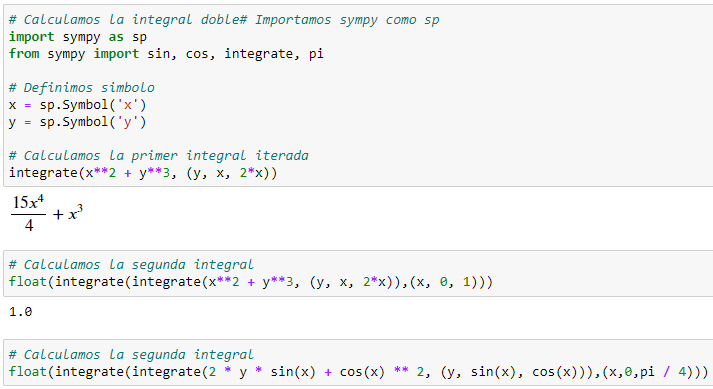 # Calculamos la integral doble# Importamos sympy como sp
import sympy as sp
from sympy import sin, cos, integrate, pi
# Definimos simbolo
x = sp.Symbol('x')
y = sp.Symbol('y')
# Calculamos la primer integral iterada
integrate(x**2 + y**3, (y, x, 2*x))
15x⁴/4 + x³
# Calculamos la segunda integral
float(integrate(integrate(x**2 + y**3, (y, x, 2*x)),(x, 0, 1)))
1.0
# Calculamos la segunda integral
float(integrate(integrate(2 * y * sin(x) + cos(x) ** 2, (y, sin(x), cos(x))),(x,0,pi / 4)))